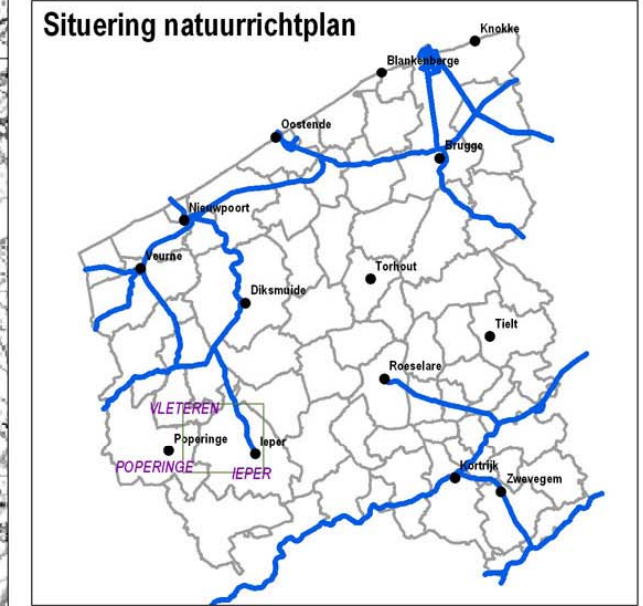 Situering natuurrichtplan
Knokke
Blankenberge
Oostende
Brugge
Nieuwpoort
Veurne
Torhout
Diksmuide
Tielt
Roeselare
VLETEREN
Poperinge
Ieper
POPERINGE
IEPER
Kortrijk
Zwevegem